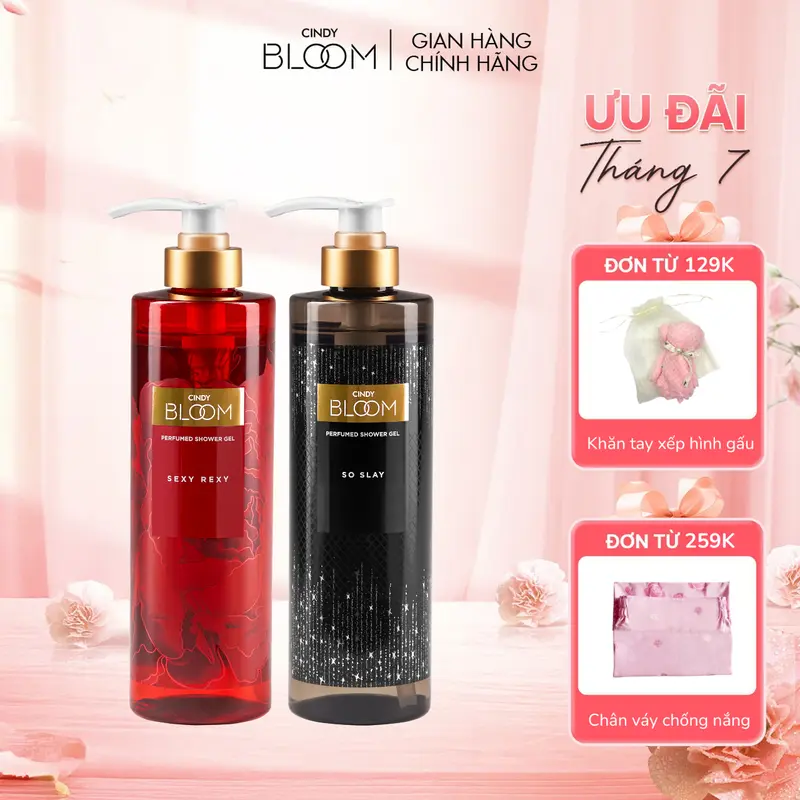 CINDY
BLOOM
GIAN HÀNG
CHÍNH HÃNG
ƯU ĐÃI
Tháng 7
ĐƠN TỪ 129K
Khăn tay xếp hình gấu
ĐƠN TỪ 259K
Chân váy chống nắng
CINDY
BLOOM
PERFUMED SHOWER GEL
SEXY REXY
CINDY
BLOOM
PERFUMED SHOWER GEL
SO SLAY